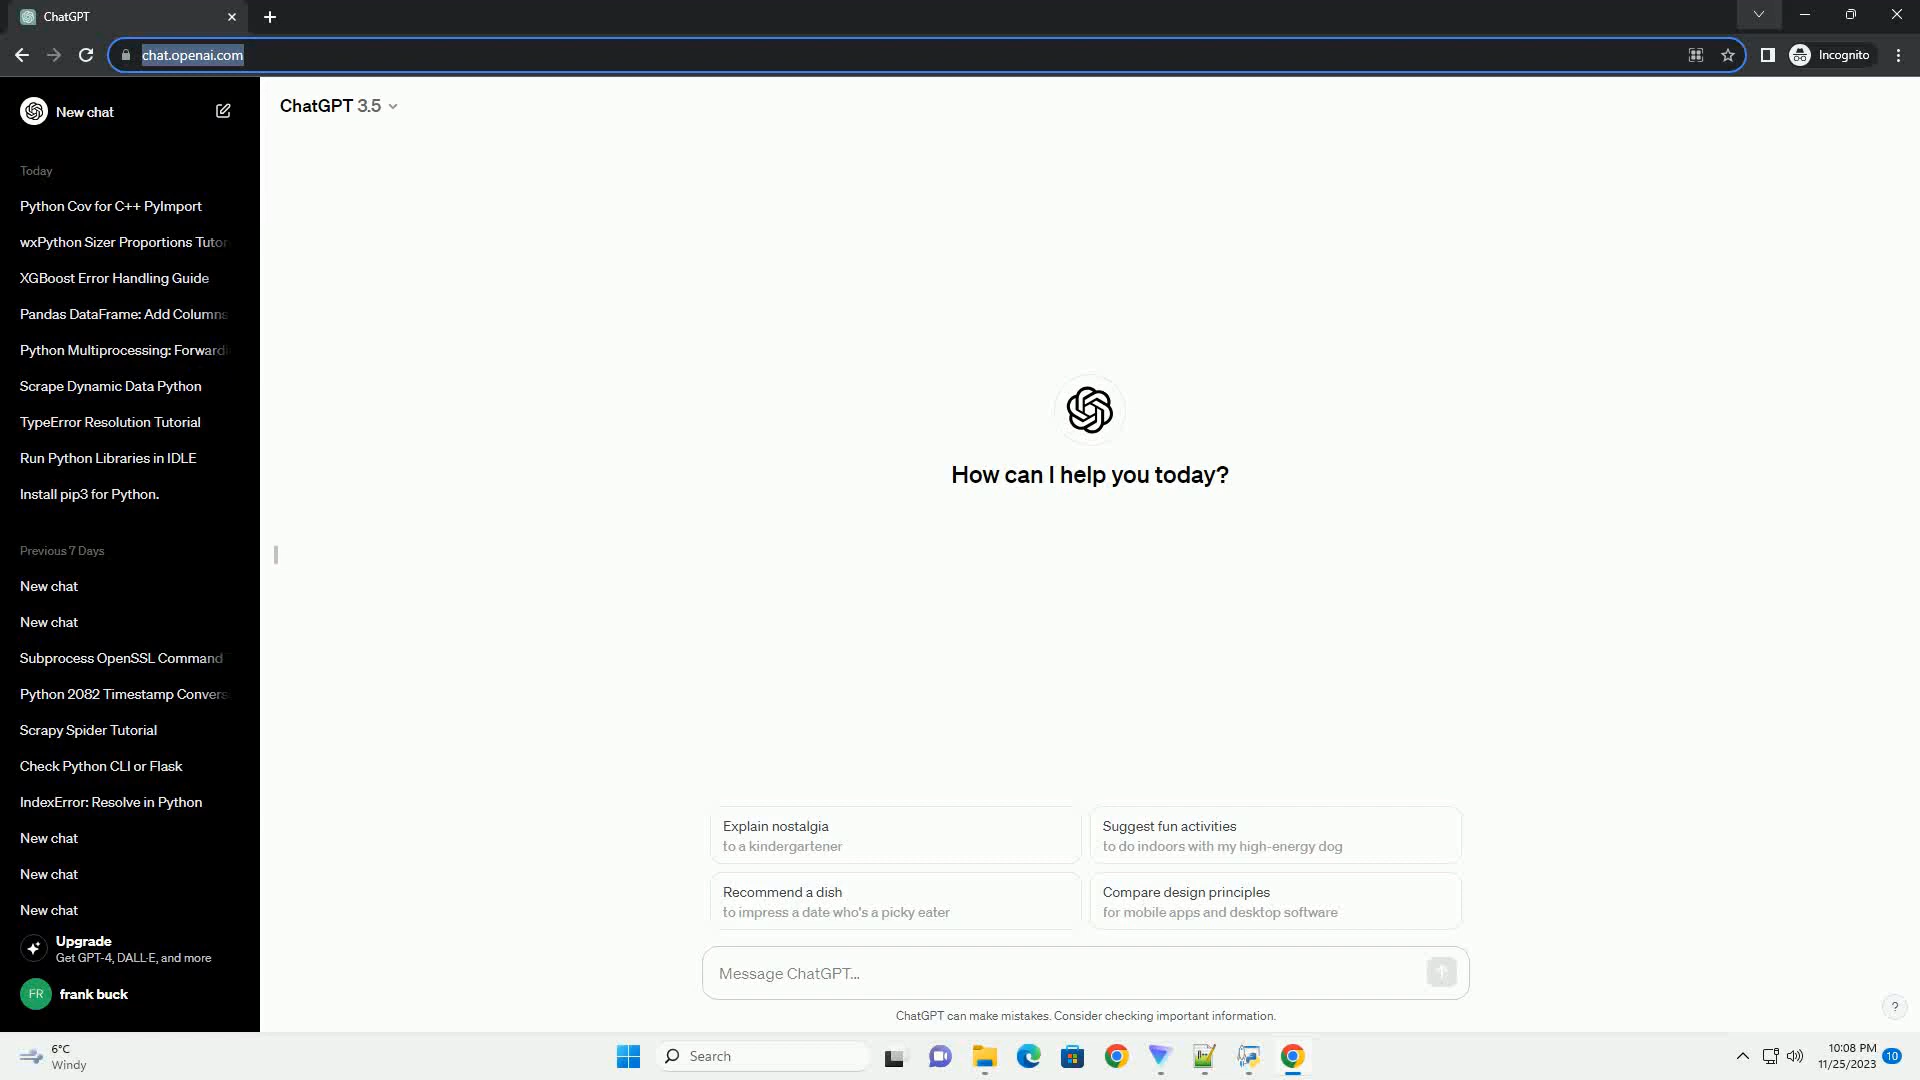 ChatGPT
chat.openai.com
Incognito
New chat
ChatGPT 3.5
Today
Python Cov for C++ PyImport
wxPython Sizer Proportions Tutor
XGBoost Error Handling Guide
Pandas DataFrame: Add Columns
Python Multiprocessing: Forwardi
Scrape Dynamic Data Python
TypeError Resolution Tutorial
Run Python Libraries in IDLE
Install pip3 for Python.
Previous 7 Days
New chat
New chat
Subprocess OpenSSL Command
Python 2082 Timestamp Convers
Scrapy Spider Tutorial
Check Python CLI or Flask
IndexError: Resolve in Python
New chat
New chat
New chat
Upgrade
Get GPT-4, DALL·E, and more
FR
frank buck
How can I help you today?
Explain nostalgia
to a kindergartener
Suggest fun activities
to do indoors with my high-energy dog
Recommend a dish
to impress a date who's a picky eater
Compare design principles
for mobile apps and desktop software
Message ChatGPT...
ChatGPT can make mistakes. Consider checking important information.
?
6°C
Windy
Search
10:08 PM
11/25/2023
10